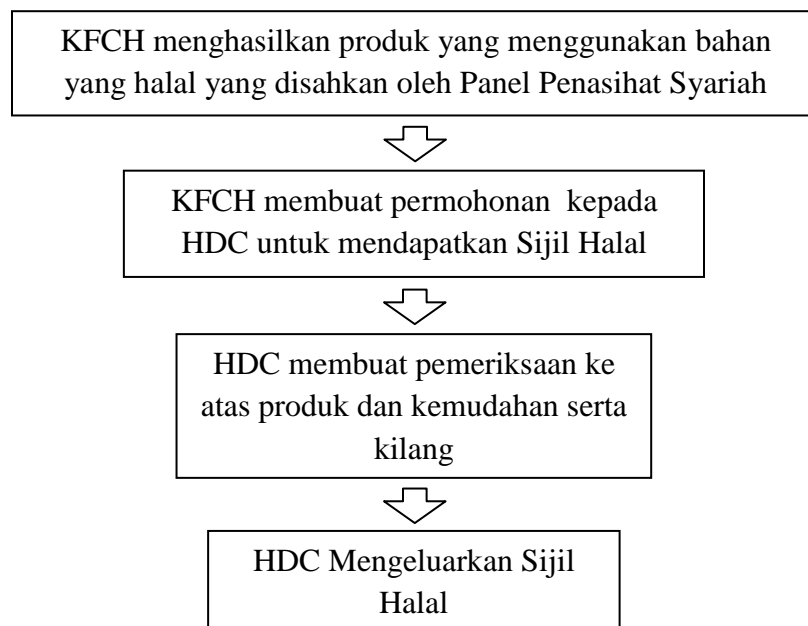 KFCH menghasilkan produk yang menggunakan bahan
yang halal yang disahkan oleh Panel Penasihat Syariah
KFCH membuat permohonan kepada
HDC untuk mendapatkan Sijil Halal
HDC membuat pemeriksaan ke
atas produk dan kemudahan serta
kilang
HDC Mengeluarkan Sijil
Halal